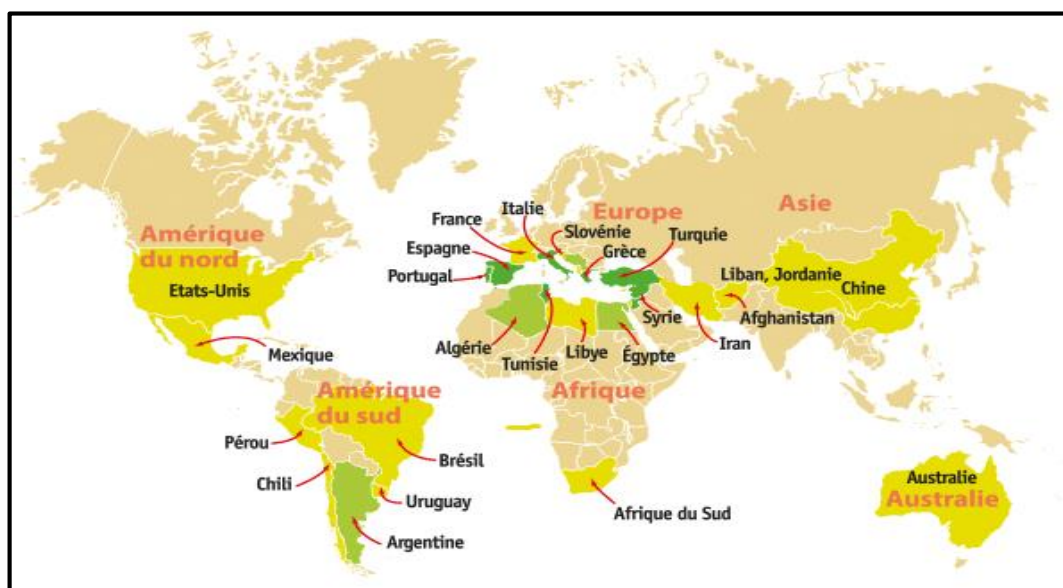 Amérique
du nord
Etats-Unis
Mexique
Amérique
du sud
Pérou
Brésil
Chili
Uruguay
Argentine
Europe
Italie
France
Slovénie
Espagne
Grèce
Turquie
Portugal
Asie
Liban, Jordanie
Chine
Syrie
Afghanistan
Iran
Algérie
Tunisie
Libye
Égypte
Afrique
Afrique du Sud
Australie
Australie